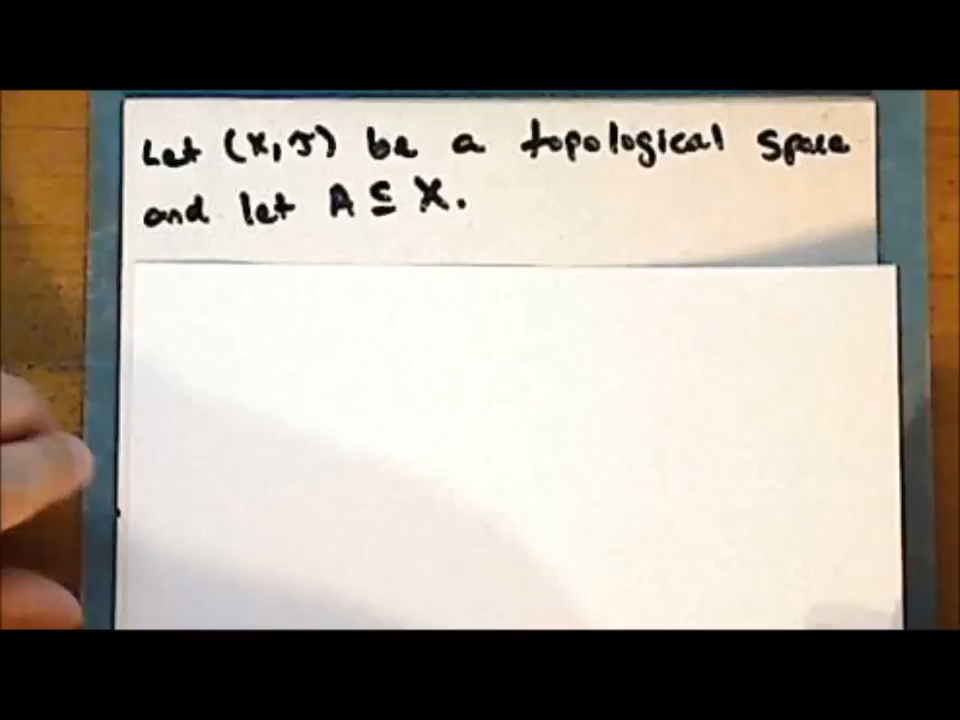 Let (X, J) be a topological space
and let A ⊆ X.